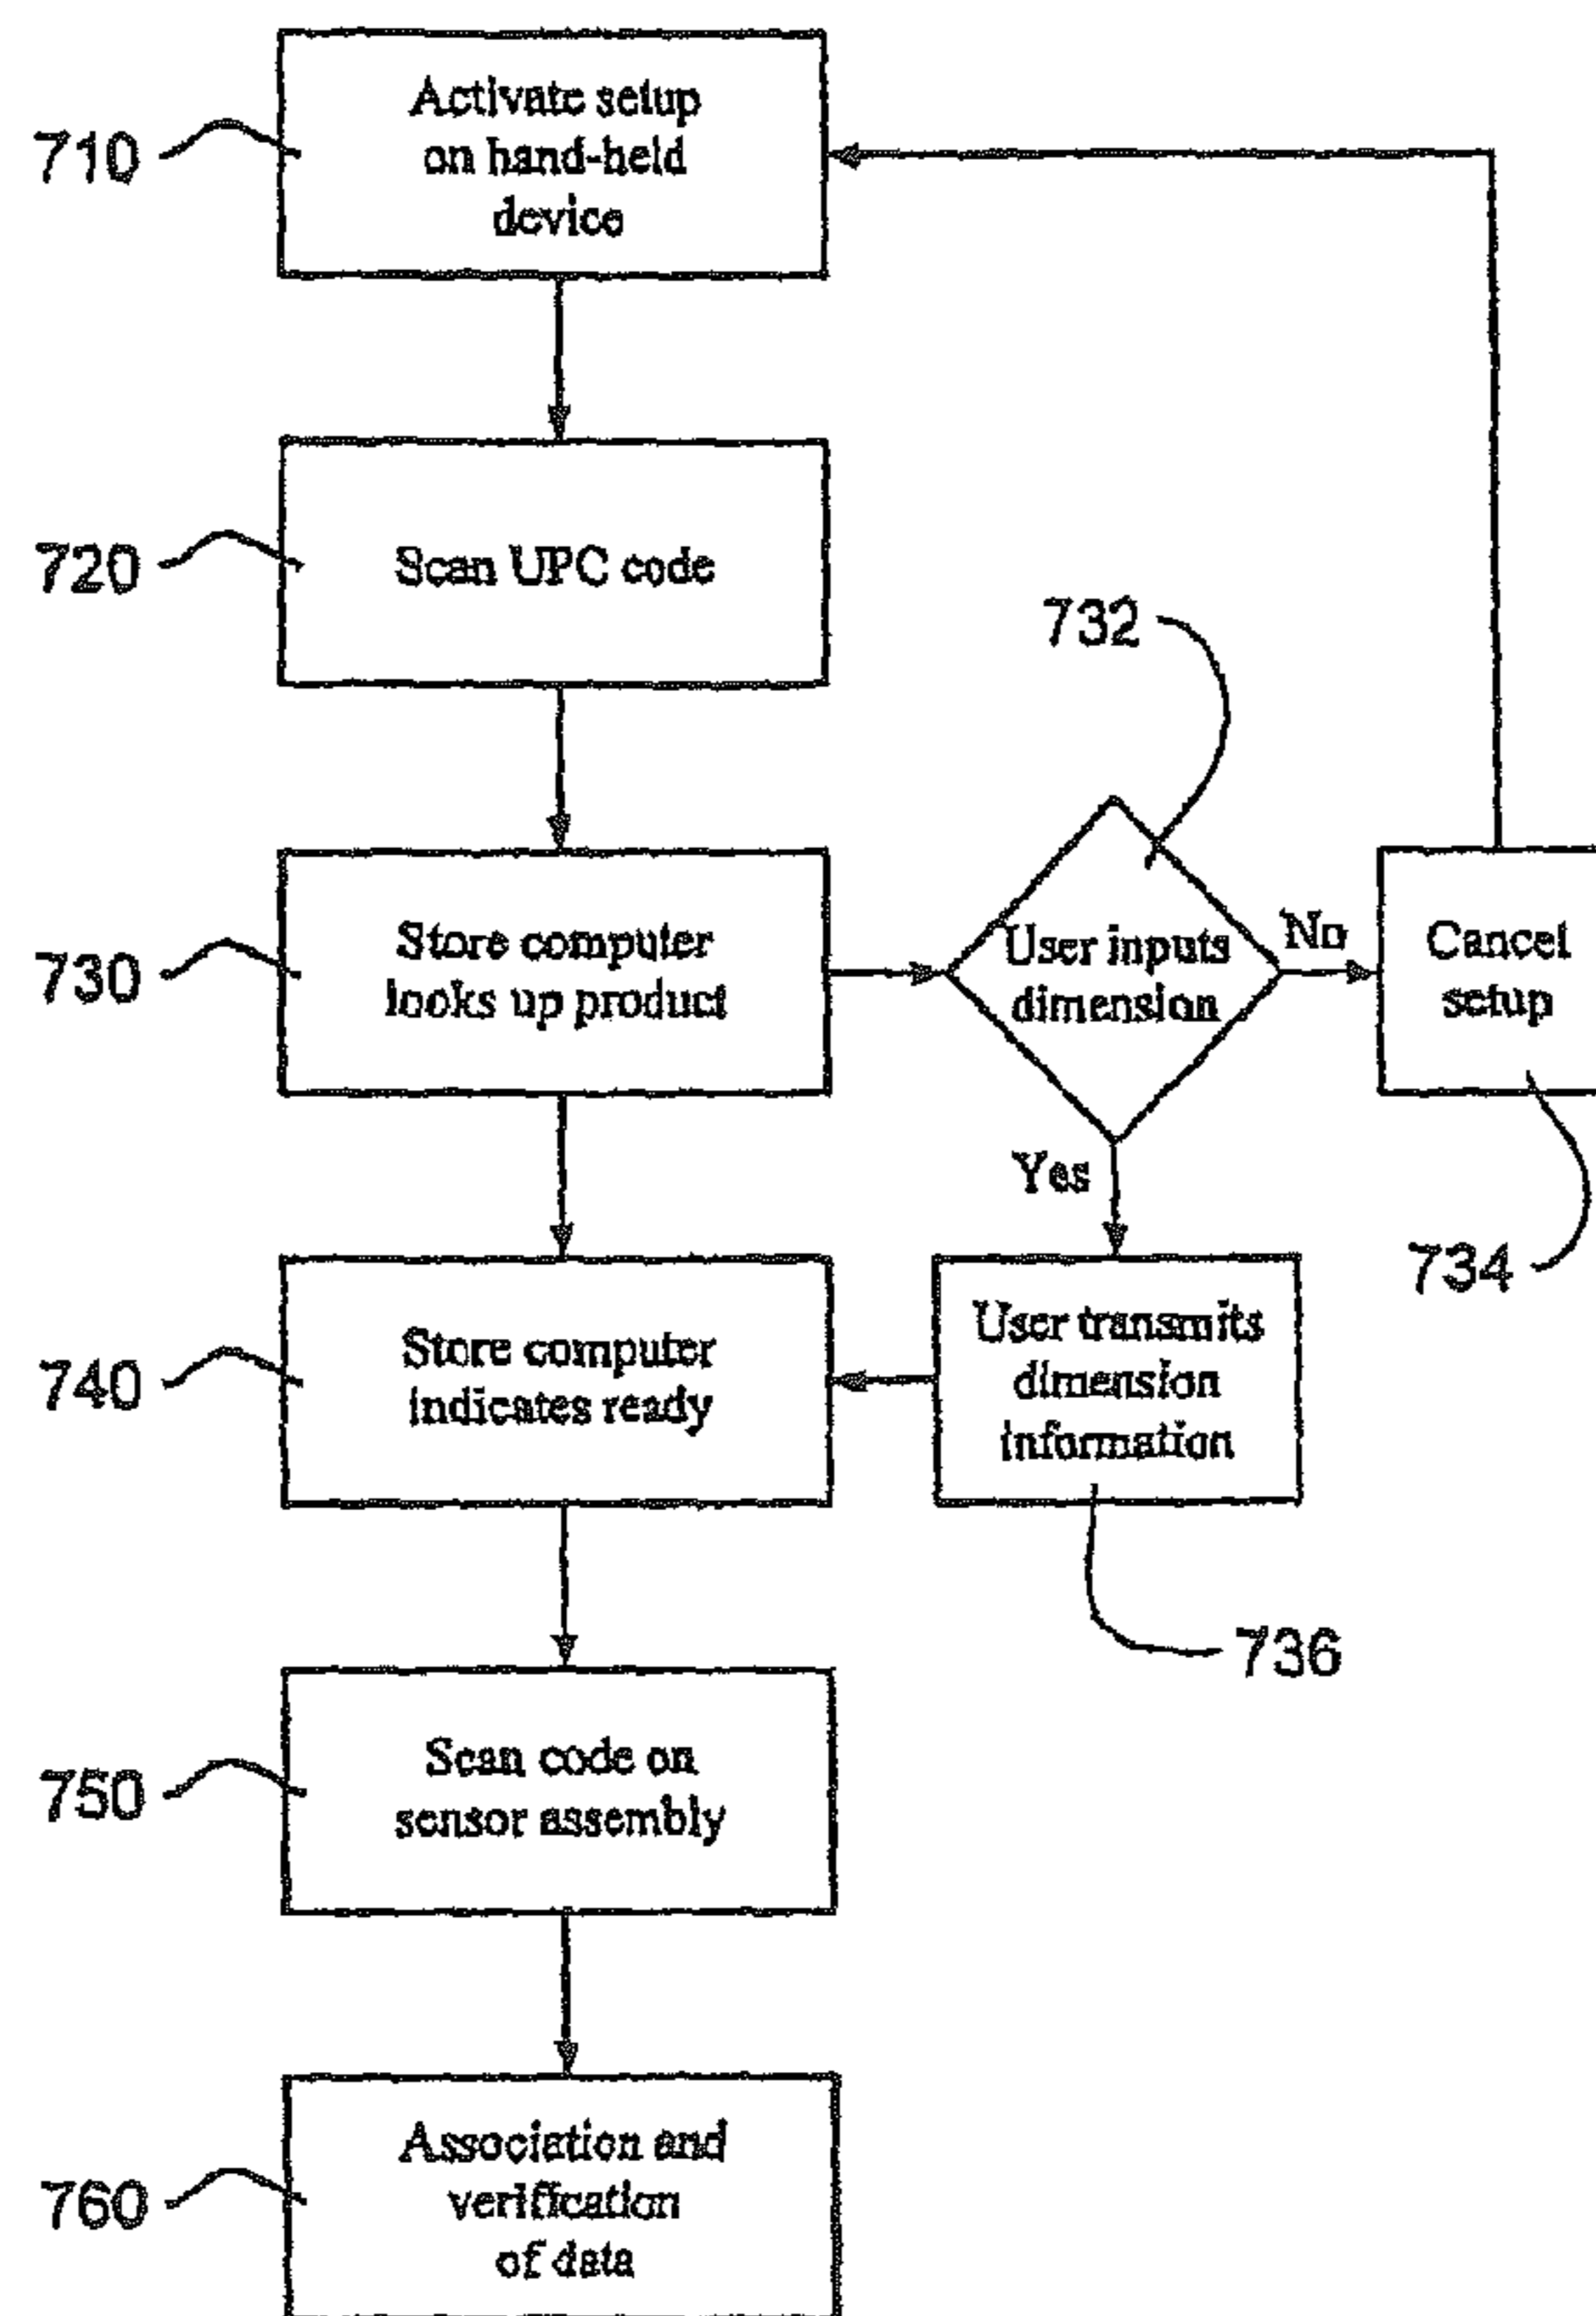 Activate setup
on hand-held
device
710
Scan UPC code
720
732
Store computer
looks up product
730
User inputs
dimension
No
Cancel
setup
Yes
734
Store computer
indicates ready
740
User transmits
dimension
information
736
Scan code on
sensor assembly
750
Association and
verification
of data
760